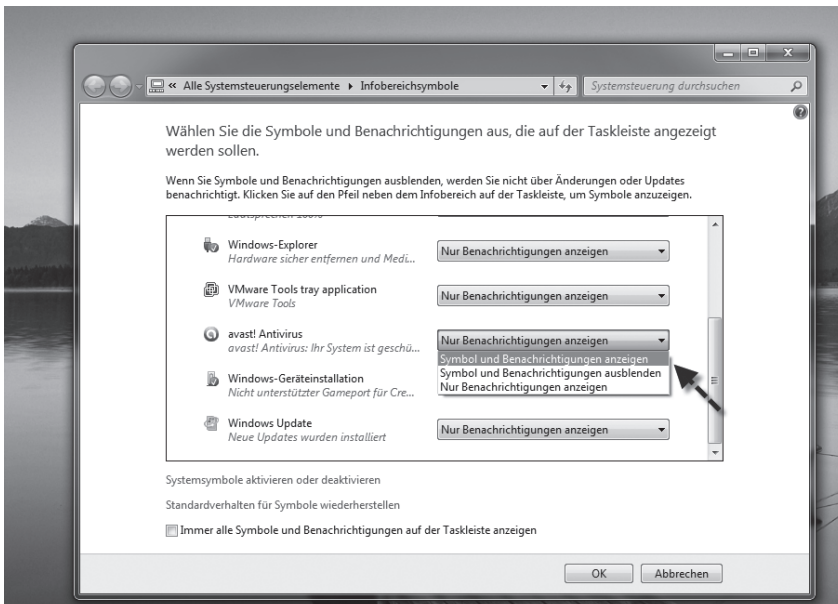 « Alle Systemsteuerungselemente ▸ Infobereichsymbole
Systemsteuerung durchsuchen
Wählen Sie die Symbole und Benachrichtigungen aus, die auf der Taskleiste angezeigt
werden sollen.
Wenn Sie Symbole und Benachrichtigungen ausblenden, werden Sie nicht über Änderungen oder Updates
benachrichtigt. Klicken Sie auf den Pfeil neben dem Infobereich auf der Taskleiste, um Symbole anzuzeigen.
Windows-Explorer
Hardware sicher entfernen und Medi...
Nur Benachrichtigungen anzeigen
VMware Tools tray application
VMware Tools
Nur Benachrichtigungen anzeigen
avast! Antivirus
avast! Antivirus: Ihr System ist geschü...
Nur Benachrichtigungen anzeigen
Symbol und Benachrichtigungen anzeigen
Symbol und Benachrichtigungen ausblenden
Nur Benachrichtigungen anzeigen
Windows-Geräteinstallation
Nicht unterstützter Gameport für Cre...
Windows Update
Neue Updates wurden installiert
Nur Benachrichtigungen anzeigen
Systemsymbole aktivieren oder deaktivieren
Standardverhalten für Symbole wiederherstellen
Immer alle Symbole und Benachrichtigungen auf der Taskleiste anzeigen
OK
Abbrechen